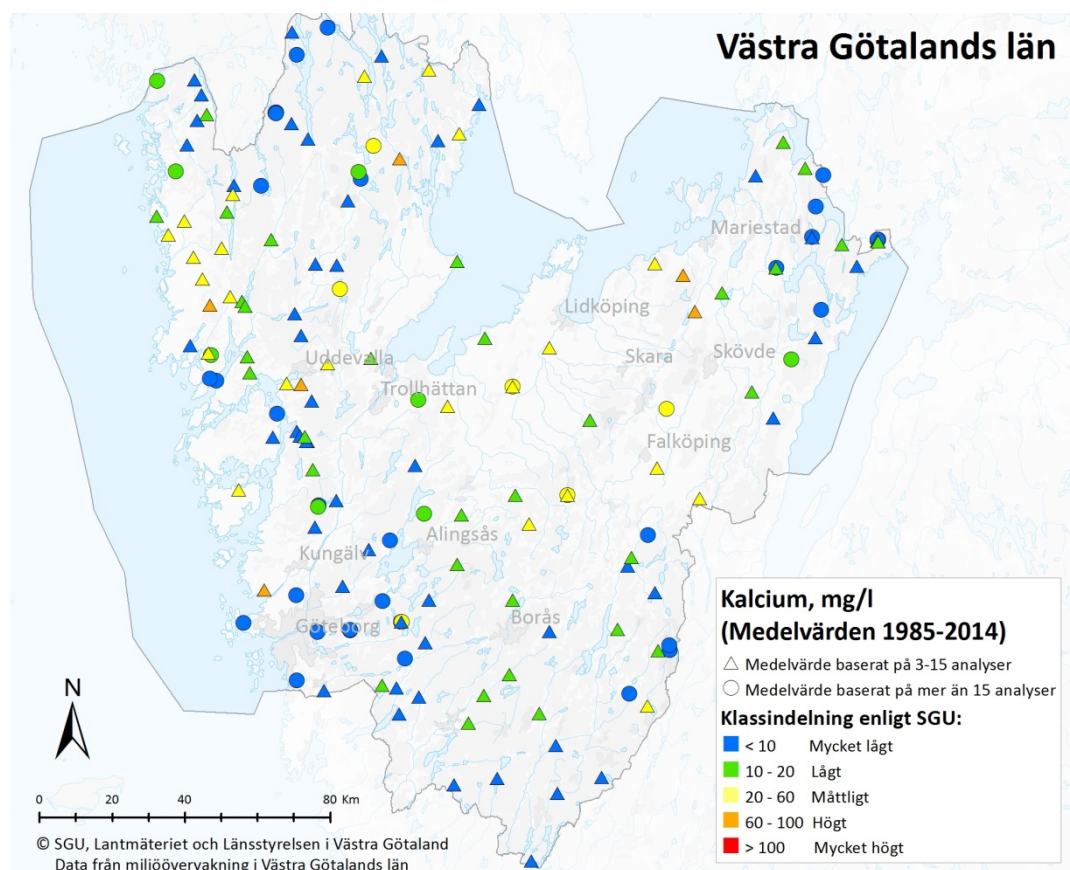 Västra Götalands län
Mariestad
Lidköping
Uddevalla
Skara
Skövde
Trollhättan
Falköping
Alingsås
Kungälv
Göteborg
Borås
N
0 20 40 80 Km
© SGU, Lantmäteriet och Länsstyrelsen i Västra Götaland
Data från miljöövervakning i Västra Götalands län
Kalcium, mg/l
(Medelvärden 1985-2014)
Medelvärde baserat på 3-15 analyser
Medelvärde baserat på mer än 15 analyser
Klassindelning enligt SGU:
< 10 Mycket lågt
10 - 20 Lågt
20 - 60 Måttligt
60 - 100 Högt
> 100 Mycket högt